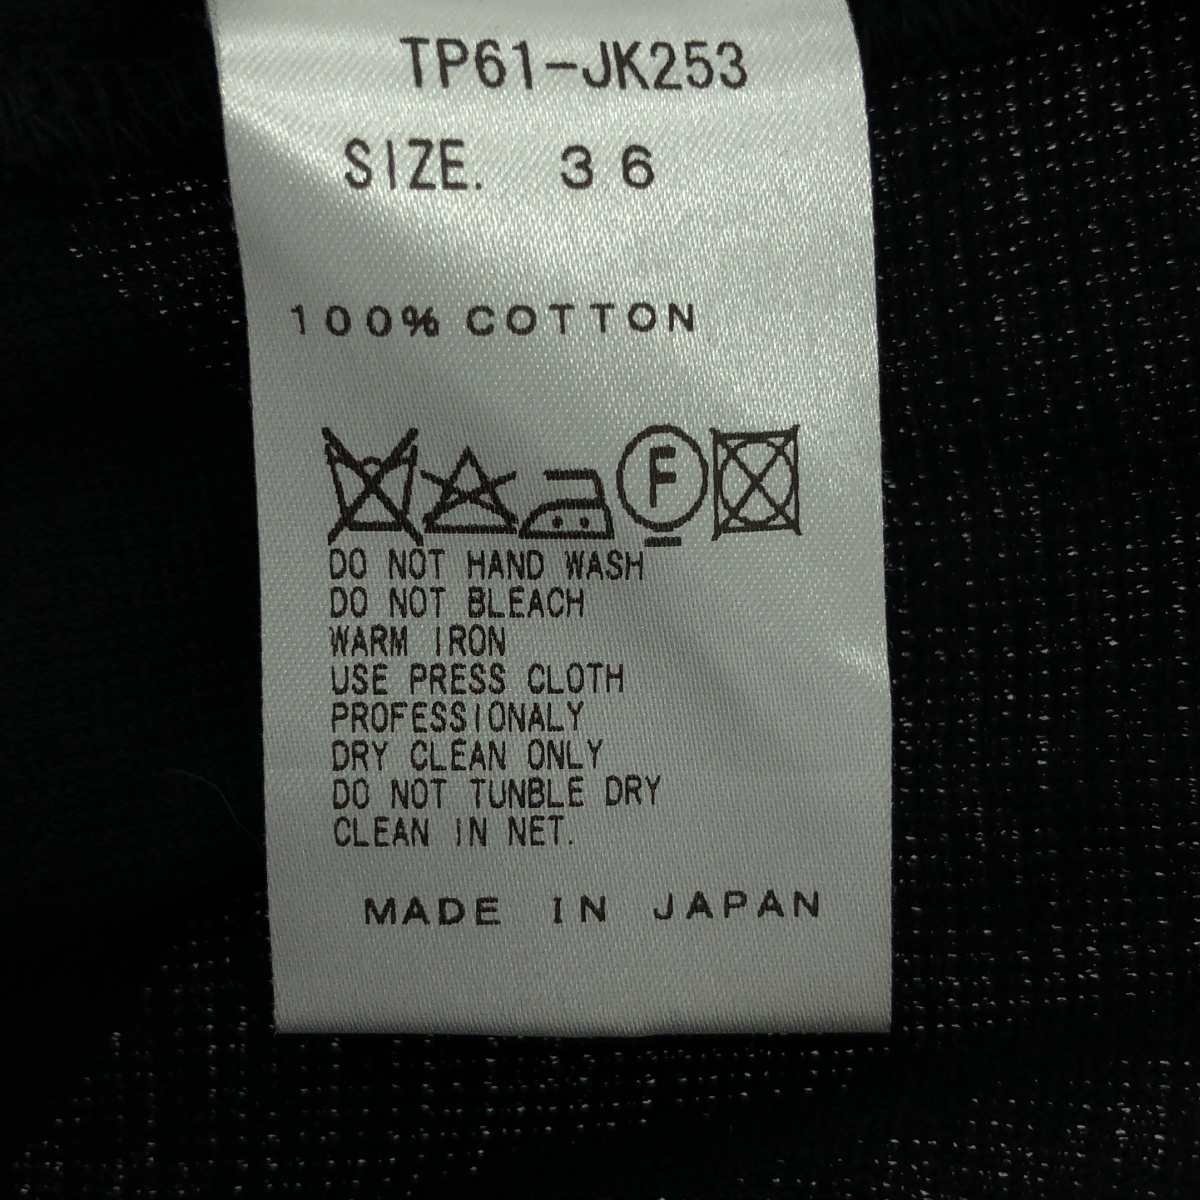 TP61-JK253
SIZE. 36
100% COTTON
F
DO NOT HAND WASH
DO NOT BLEACH
WARM IRON
USE PRESS CLOTH
PROFESSIONALY
DRY CLEAN ONLY
DO NOT TUNBLE DRY
CLEAN IN NET.
MADE IN JAPAN